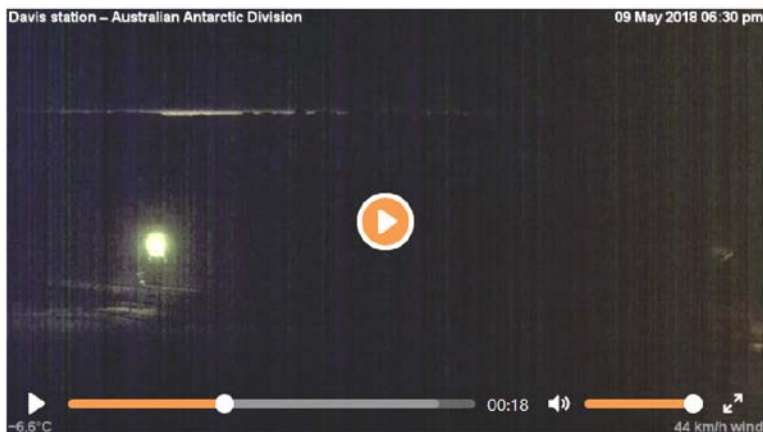 Davis station – Australian Antarctic Division
09 May 2018 06:30 pm
00:18
-6.6°C
44 km/h wind